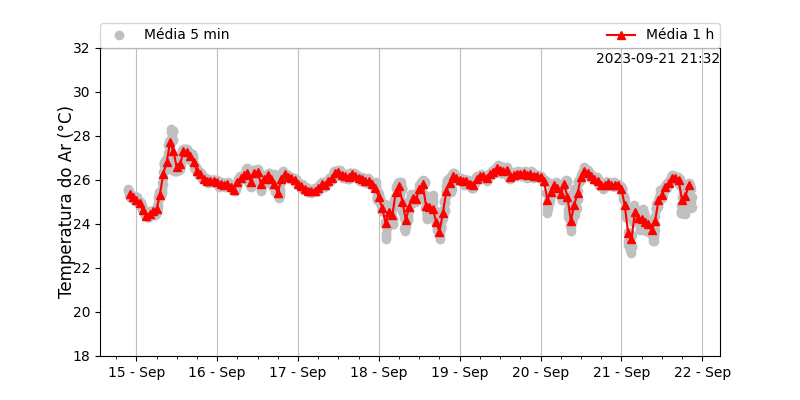 Média 5 min
Média 1 h
2023-09-21 21:32
Temperatura do Ar (°C)
32
30
28
26
24
22
20
18
15 - Sep
16 - Sep
17 - Sep
18 - Sep
19 - Sep
20 - Sep
21 - Sep
22 - Sep